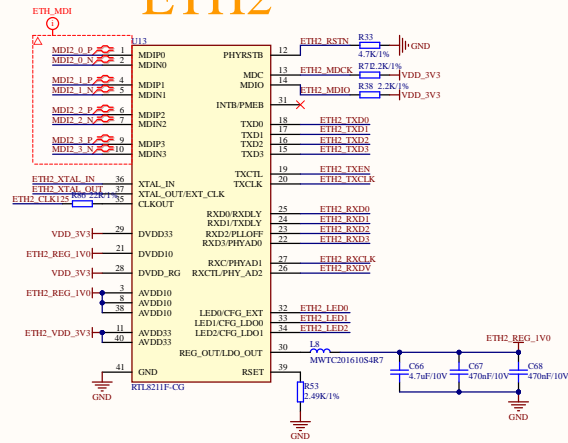 ETH2
ETH_MDI
i
U13
MDI2_0_P 1 MDIP0
MDI2_0_N 2 MDIN0
MDI2_1_P 4 MDIP1
MDI2_1_N 5 MDIN1
MDI2_2_P 6 MDIP2
MDI2_2_N 7 MDIN2
MDI2_3_P 9 MDIP3
MDI2_3_N 10 MDIN3
ETH2_XTAL_IN 36 XTAL_IN
ETH2_XTAL_OUT 37 XTAL_OUT/EXT_CLK
ETH2_CLK125 R86 22R/1% 35 CLKOUT
VDD_3V3 29 DVDD33
ETH2_REG_1V0 21 DVDD10
VDD_3V3 28 DVDD_RG
ETH2_REG_1V0 3 AVDD10
8 AVDD10
38 AVDD10
ETH2_VDD_3V3 11 AVDD33
40 AVDD33
41 GND
GND
RTL8211F-CG
PHYRSTB 12 ETH2_RSTN R33 4.7K/1% GND
MDC 13 ETH2_MDCK R71 2.2K/1% VDD_3V3
MDIO 14 ETH2_MDIO R38 2.2K/1% VDD_3V3
INTB/PMEB 31
TXD0 18 ETH2_TXD0
TXD1 17 ETH2_TXD1
TXD2 16 ETH2_TXD2
TXD3 15 ETH2_TXD3
TXCTL 19 ETH2_TXEN
TXCLK 20 ETH2_TXCLK
RXD0/RXDLY 25 ETH2_RXD0
RXD1/TXDLY 24 ETH2_RXD1
RXD2/PLLOFF 23 ETH2_RXD2
RXD3/PHYAD0 22 ETH2_RXD3
RXC/PHYAD1 27 ETH2_RXCLK
RXCTL/PHY_AD2 26 ETH2_RXDV
LED0/CFG_EXT 32 ETH2_LED0
LED1/CFG_LDO0 33 ETH2_LED1
LED2/CFG_LDO1 34 ETH2_LED2
REG_OUT/LDO_OUT 30 L8 MWTC201610S4R7 ETH2_REG_1V0
RSET 39
R53
2.49K/1%
GND
C66
4.7uF/10V
C67
470nF/10V
C68
470nF/10V
GND